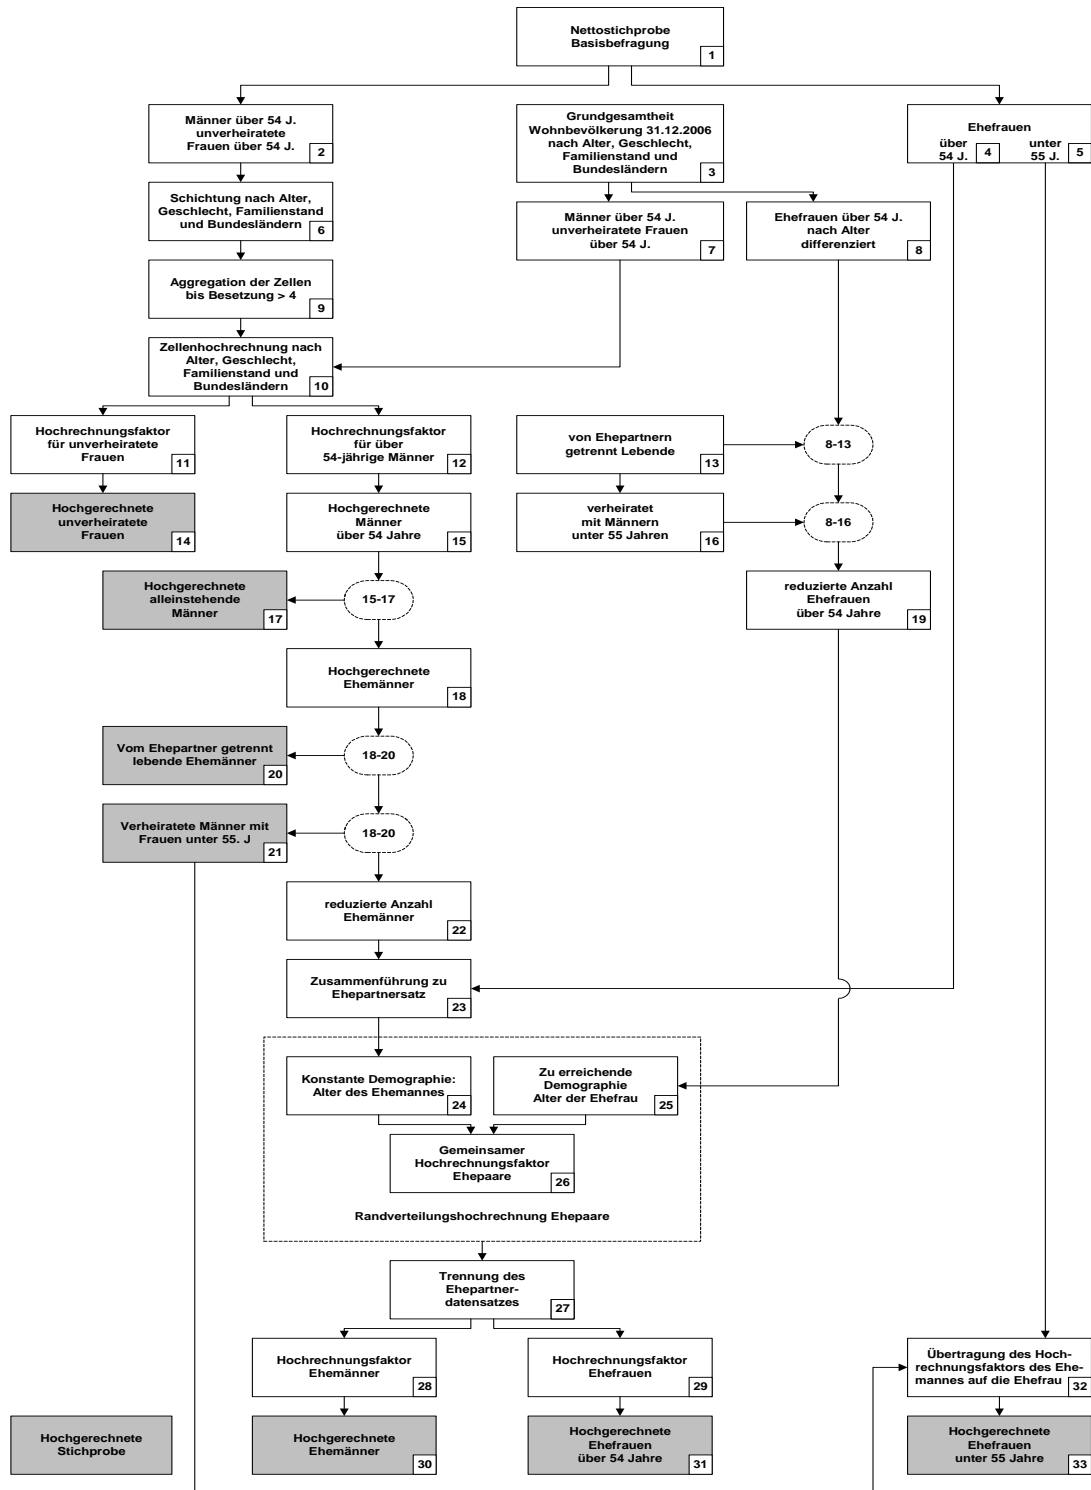 Nettostichprobe
Basisbefragung
1
Männer über 54 J.
unverheiratete
Frauen über 54 J.
2
Grundgesamtheit
Wohnbevölkerung 31.12.2006
nach Alter, Geschlecht,
Familienstand und
Bundesländern
3
Ehefrauen
über
54 J.
4
unter
55 J.
5
Schichtung nach Alter,
Geschlecht, Familienstand
und Bundesländern
6
Männer über 54 J.
unverheiratete Frauen
über 54 J.
7
Ehefrauen über 54 J.
nach Alter
differenziert
8
Aggregation der Zellen
bis Besetzung > 4
9
Zellenhochrechnung nach
Alter, Geschlecht,
Familienstand und
Bundesländern
10
Hochrechnungsfaktor
für unverheiratete
Frauen
11
Hochrechnungsfaktor
für über
54-jährige Männer
12
von Ehepartnern
getrennt Lebende
13
8-13
Hochgerechnete
unverheiratete
Frauen
14
Hochgerechnete
Männer
über 54 Jahre
15
verheiratet
mit Männern
unter 55 Jahren
16
8-16
Hochgerechnete
alleinstehende
Männer
17
15-17
reduzierte Anzahl
Ehefrauen
über 54 Jahre
19
Hochgerechnete
Ehemänner
18
Vom Ehepartner getrennt
lebende Ehemänner
20
18-20
Verheiratete Männer mit
Frauen unter 55. J
21
18-20
reduzierte Anzahl
Ehemänner
22
Zusammenführung zu
Ehepartnersatz
23
Konstante Demographie:
Alter des Ehemannes
24
Zu erreichende
Demographie
Alter der Ehefrau
25
Gemeinsamer
Hochrechnungsfaktor
Ehepaare
26
Randverteilungshochrechnung Ehepaare
Trennung des
Ehepartner-
datensatzes
27
Hochrechnungsfaktor
Ehemänner
28
Hochrechnungsfaktor
Ehefrauen
29
Übertragung des Hoch-
rechnungsfaktors des Ehe-
mannes auf die Ehefrau
32
Hochgerechnete
Stichprobe
Hochgerechnete
Ehemänner
30
Hochgerechnete
Ehefrauen
über 54 Jahre
31
Hochgerechnete
Ehefrauen
unter 55 Jahre
33